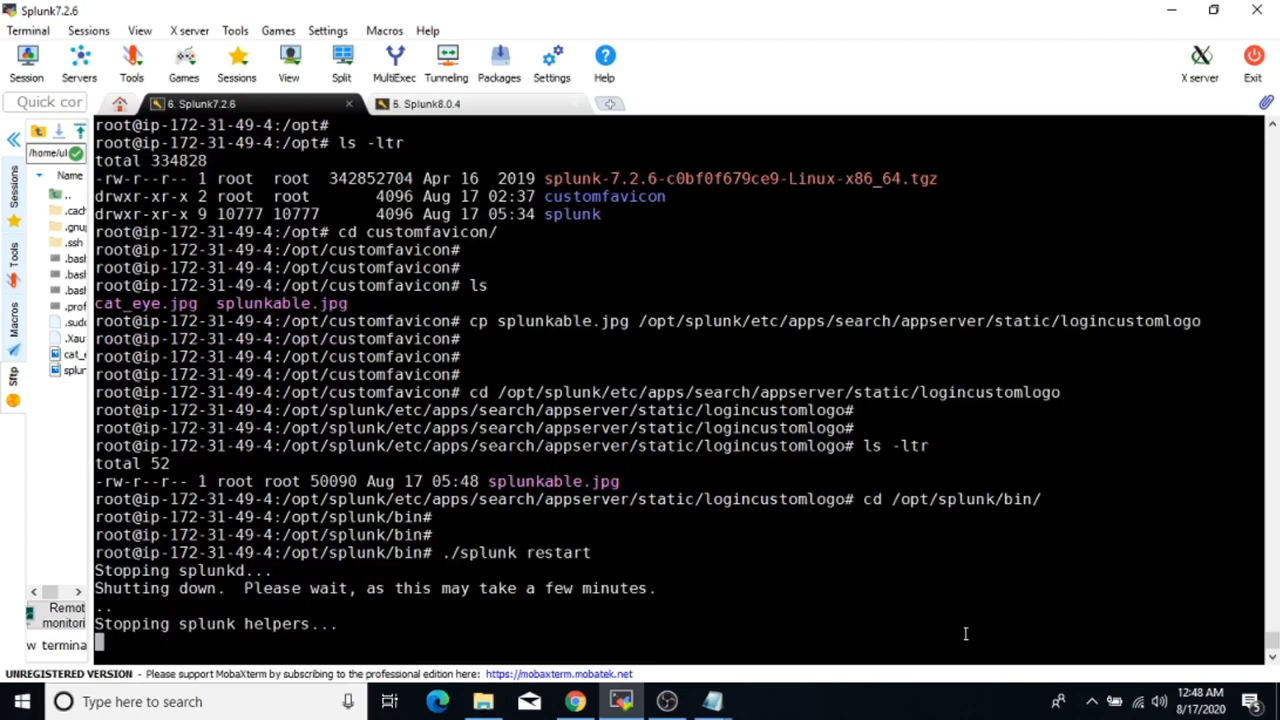 Splunk7.2.6
Terminal Sessions View X server Tools Games Settings Macros Help
Session Servers Tools Games Sessions View Split MultiExec Tunneling Packages Settings Help X server Exit
Quick cor
6. Splunk7.2.6
5. Splunk8.0.4
/home/ul
Name
..
.cac
.gnu
.ssh
.bas
.bas
.bas
.prof
.sudo
.Xau
cat_e
splun
Sessions
Tools
Macros
Sftp
Remot
monitori
w termina
root@ip-172-31-49-4:/opt#
root@ip-172-31-49-4:/opt# ls -ltr
total 334828
-rw-r--r-- 1 root  root  342852704 Apr 16  2019 splunk-7.2.6-c0bf0f679ce9-Linux-x86_64.tgz
drwxr-xr-x 2 root  root       4096 Aug 17 02:37 customfavicon
drwxr-xr-x 9 10777 10777      4096 Aug 17 05:34 splunk
root@ip-172-31-49-4:/opt# cd customfavicon/
root@ip-172-31-49-4:/opt/customfavicon#
root@ip-172-31-49-4:/opt/customfavicon#
root@ip-172-31-49-4:/opt/customfavicon# ls
cat_eye.jpg  splunkable.jpg
root@ip-172-31-49-4:/opt/customfavicon# cp splunkable.jpg /opt/splunk/etc/apps/search/appserver/static/logincustomlogo
root@ip-172-31-49-4:/opt/customfavicon#
root@ip-172-31-49-4:/opt/customfavicon#
root@ip-172-31-49-4:/opt/customfavicon#
root@ip-172-31-49-4:/opt/customfavicon# cd /opt/splunk/etc/apps/search/appserver/static/logincustomlogo
root@ip-172-31-49-4:/opt/splunk/etc/apps/search/appserver/static/logincustomlogo#
root@ip-172-31-49-4:/opt/splunk/etc/apps/search/appserver/static/logincustomlogo#
root@ip-172-31-49-4:/opt/splunk/etc/apps/search/appserver/static/logincustomlogo# ls -ltr
total 52
-rw-r--r-- 1 root root 50090 Aug 17 05:48 splunkable.jpg
root@ip-172-31-49-4:/opt/splunk/etc/apps/search/appserver/static/logincustomlogo# cd /opt/splunk/bin/
root@ip-172-31-49-4:/opt/splunk/bin#
root@ip-172-31-49-4:/opt/splunk/bin#
root@ip-172-31-49-4:/opt/splunk/bin# ./splunk restart
Stopping splunkd...
Shutting down.  Please wait, as this may take a few minutes.
..
Stopping splunk helpers...
UNREGISTERED VERSION - Please support MobaXterm by subscribing to the professional edition here: https://mobaxterm.mobatek.net
Type here to search
12:48 AM
8/17/2020
5